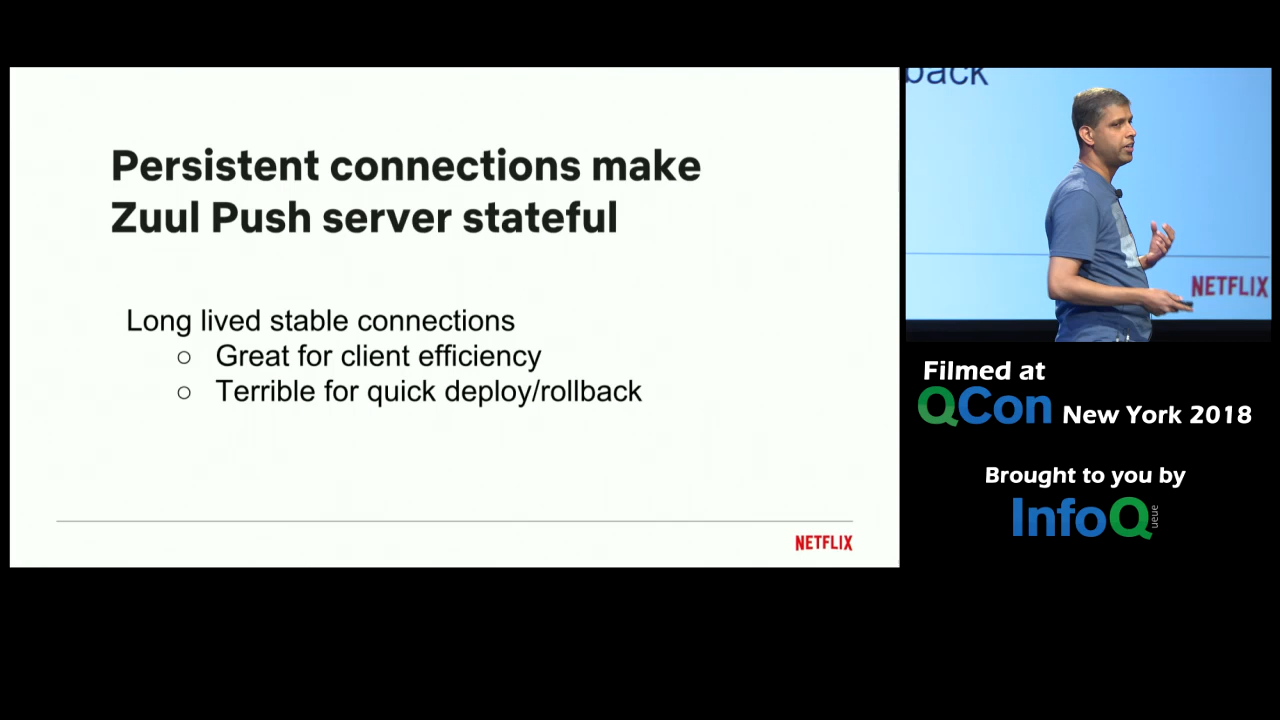 Persistent connections make
Zuul Push server stateful
Long lived stable connections
○ Great for client efficiency
○ Terrible for quick deploy/rollback
NETFLIX
back
NETFLIX
Filmed at
QCon New York 2018
Brought to you by
InfoQ
ueue